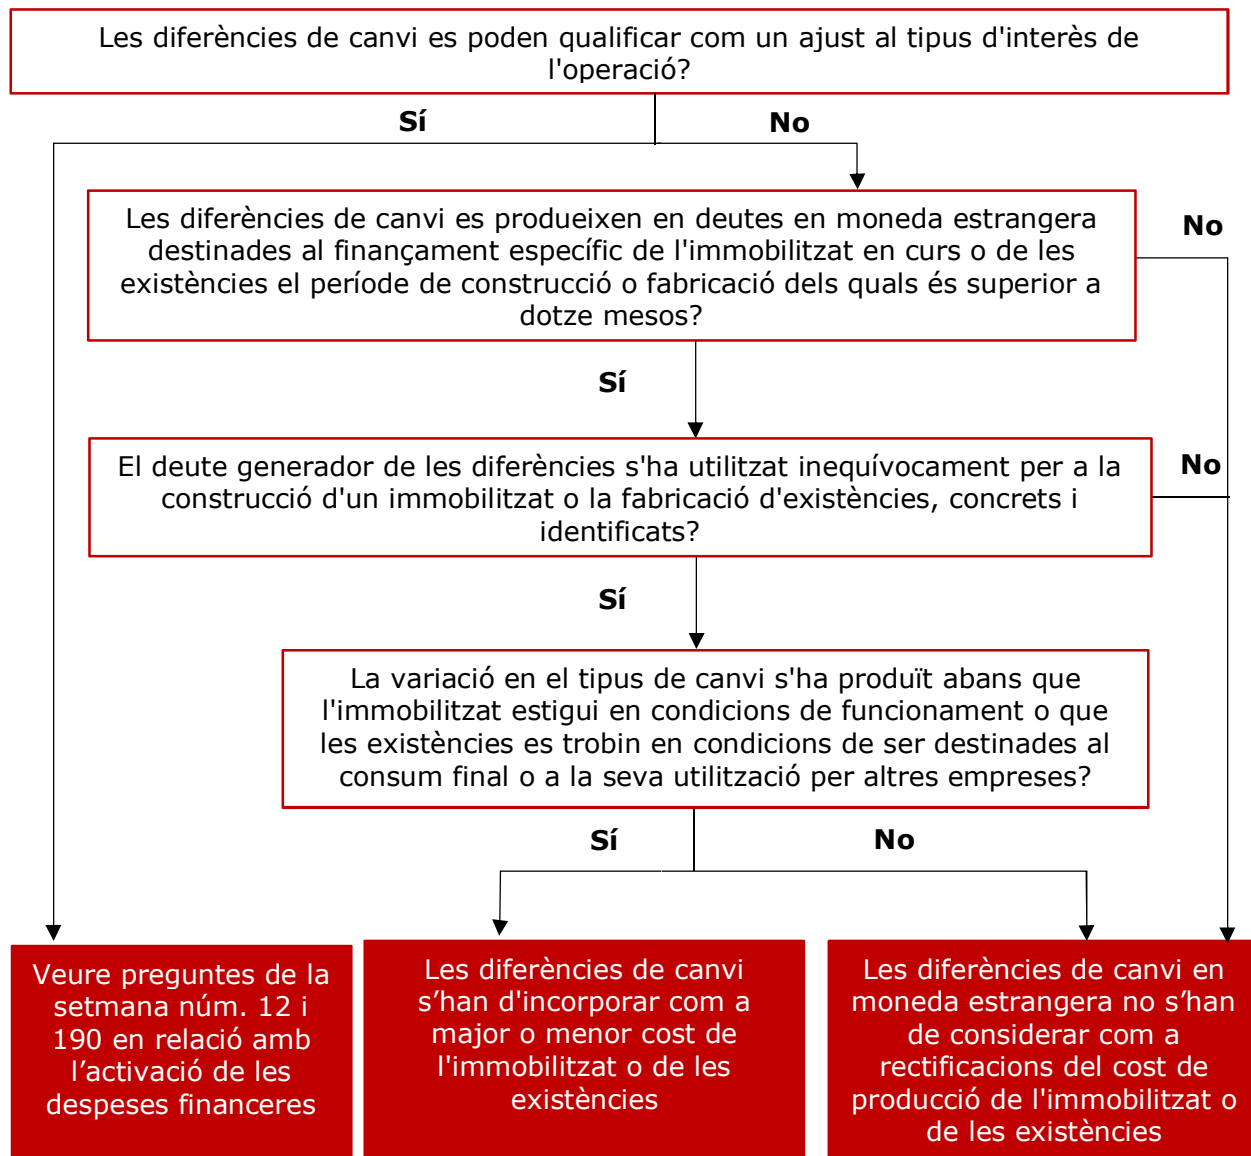 Les diferències de canvi es poden qualificar com un ajust al tipus d'interès de
l'operació?
Sí
No
Les diferències de canvi es produeixen en deutes en moneda estrangera
destinades al finançament específic de l'immobilitzat en curs o de les
existències el període de construcció o fabricació dels quals és superior a
dotze mesos?
No
Sí
El deute generador de les diferències s'ha utilitzat inequívocament per a la
construcció d'un immobilitzat o la fabricació d'existències, concrets i
identificats?
No
Sí
La variació en el tipus de canvi s'ha produït abans que
l'immobilitzat estigui en condicions de funcionament o que
les existències es trobin en condicions de ser destinades al
consum final o a la seva utilització per altres empreses?
Sí
No
Veure preguntes de la
setmana núm. 12 i
190 en relació amb
l’activació de les
despeses financeres
Les diferències de canvi
s’han d'incorporar com a
major o menor cost de
l'immobilitzat o de les
existències
Les diferències de canvi en
moneda estrangera no s’han
de considerar com a
rectificacions del cost de
producció de l'immobilitzat o
de les existències